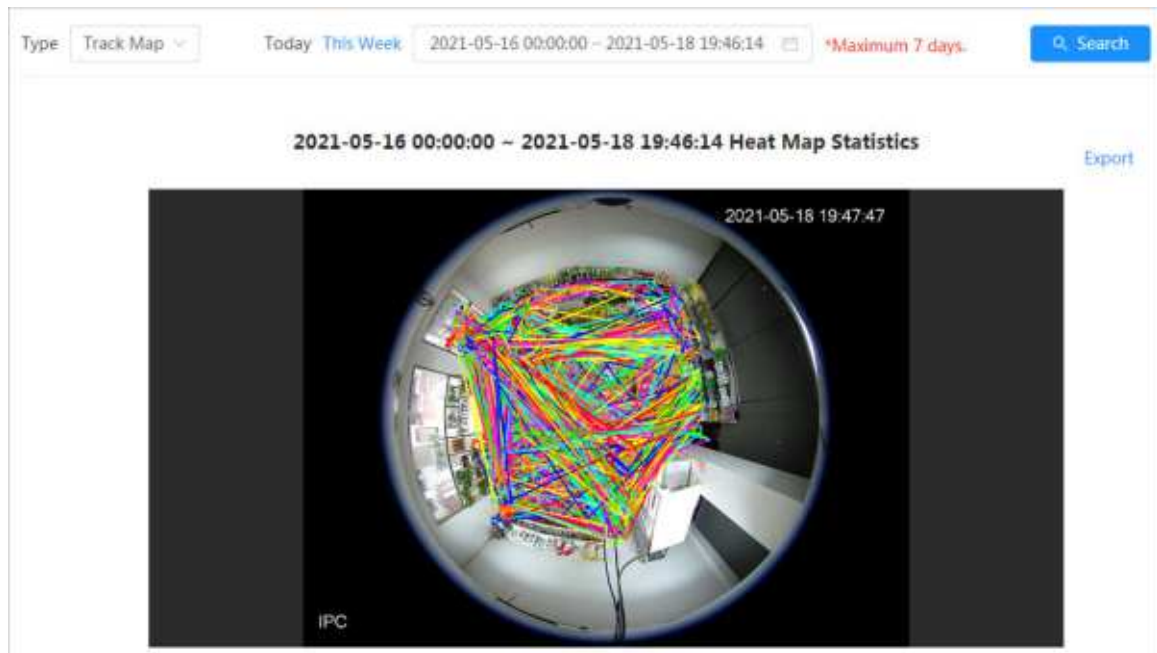 Type Track Map Today This Week 2021-05-16 00:00:00 ~ 2021-05-18 19:46:14 *Maximum 7 days. Search
2021-05-16 00:00:00 ~ 2021-05-18 19:46:14 Heat Map Statistics
Export
2021-05-18 19:47:47
IPC